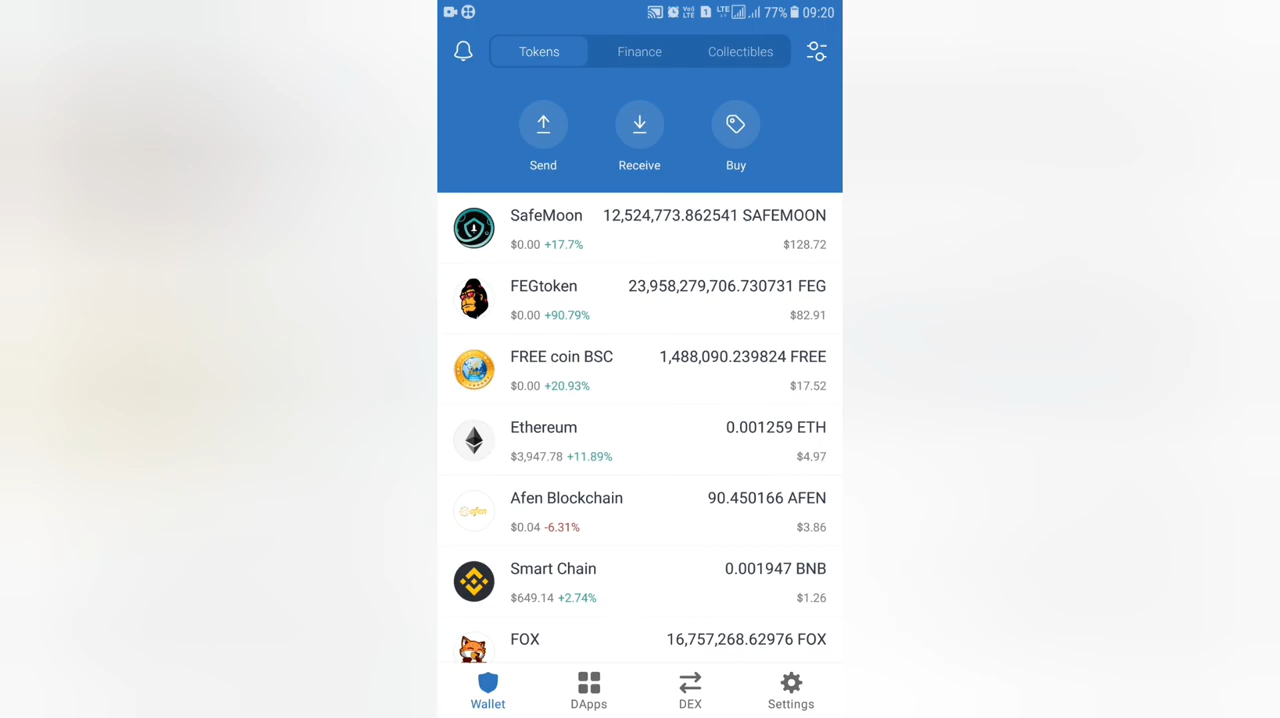 77% 09:20
Tokens Finance Collectibles
Send Receive Buy
SafeMoon 12,524,773.862541 SAFEMOON
$0.00 +17.7% $128.72
FEGtoken 23,958,279,706.730731 FEG
$0.00 +90.79% $82.91
FREE coin BSC 1,488,090.239824 FREE
$0.00 +20.93% $17.52
Ethereum 0.001259 ETH
$3,947.78 +11.89% $4.97
Afen Blockchain 90.450166 AFEN
afen
$0.04 -6.31% $3.86
Smart Chain 0.001947 BNB
$649.14 +2.74% $1.26
FOX 16,757,268.62976 FOX
Wallet DApps DEX Settings